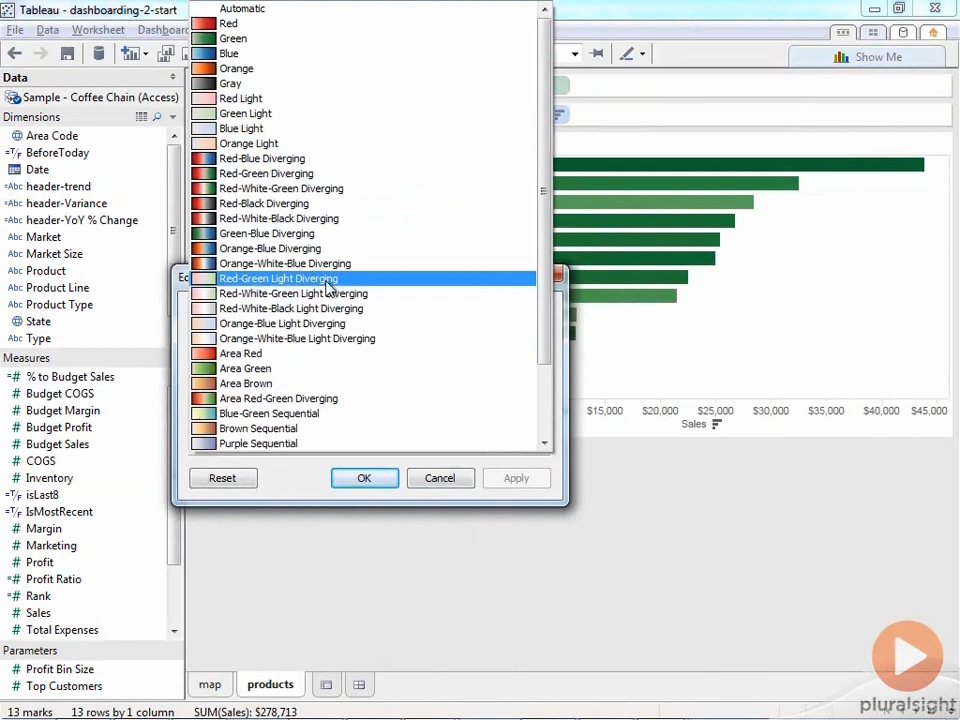 Tableau - dashboarding-2-start
File Data Worksheet Dashboar
Show Me
Data
Sample - Coffee Chain (Access)
Dimensions
Area Code
BeforeToday
Date
header-trend
header-Variance
header-YoY % Change
Market
Market Size
Product
Product Line
Product Type
State
Type
Measures
% to Budget Sales
Budget COGS
Budget Margin
Budget Profit
Budget Sales
COGS
Inventory
isLast8
IsMostRecent
Margin
Marketing
Profit
Profit Ratio
Rank
Sales
Total Expenses
Parameters
Profit Bin Size
Top Customers
Automatic
Red
Green
Blue
Orange
Gray
Red Light
Green Light
Blue Light
Orange Light
Red-Blue Diverging
Red-Green Diverging
Red-White-Green Diverging
Red-Black Diverging
Red-White-Black Diverging
Green-Blue Diverging
Orange-Blue Diverging
Orange-White-Blue Diverging
Red-Green Light Diverging
Red-White-Green Light Diverging
Red-White-Black Light Diverging
Orange-Blue Light Diverging
Orange-White-Blue Light Diverging
Area Red
Area Green
Area Brown
Area Red-Green Diverging
Blue-Green Sequential
Brown Sequential
Purple Sequential
Reset OK Cancel Apply
$15,000 $20,000 $25,000 $30,000 $35,000 $40,000 $45,000
Sales
map products
13 marks 13 rows by 1 column SUM(Sales): $278,713
pluralsight